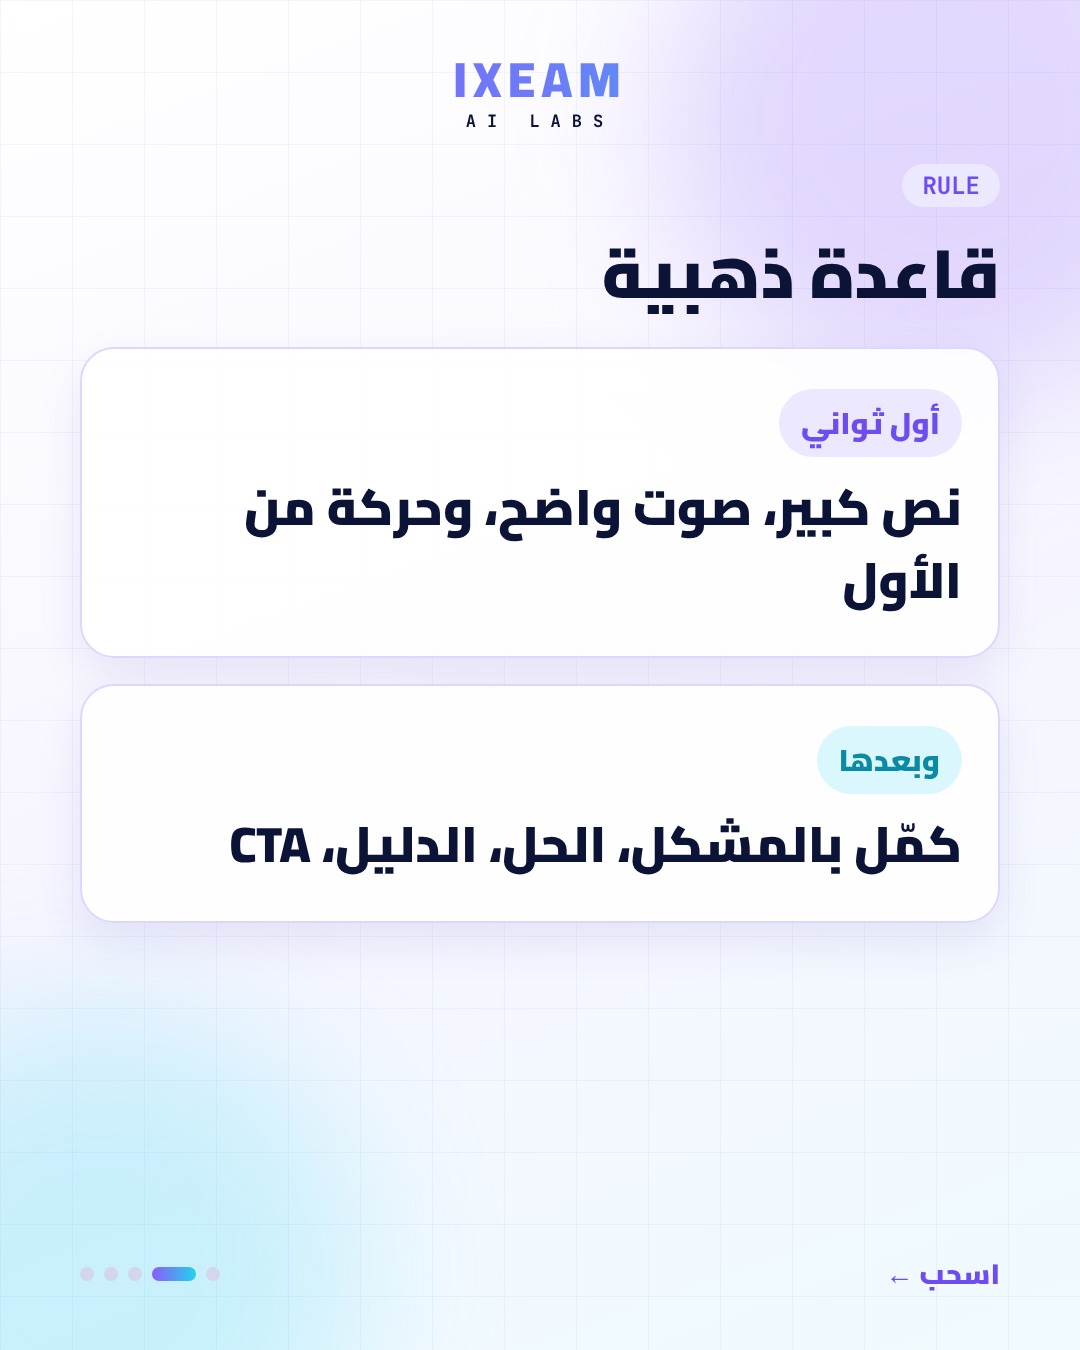 IXEAM
AI LABS
RULE
قاعدة ذهبية
أول ثواني
نص كبير، صوت واضح، وحركة من
الأول
وبعدها
كمّل بالمشكل، الحل، الدليل، CTA
اسحب ←